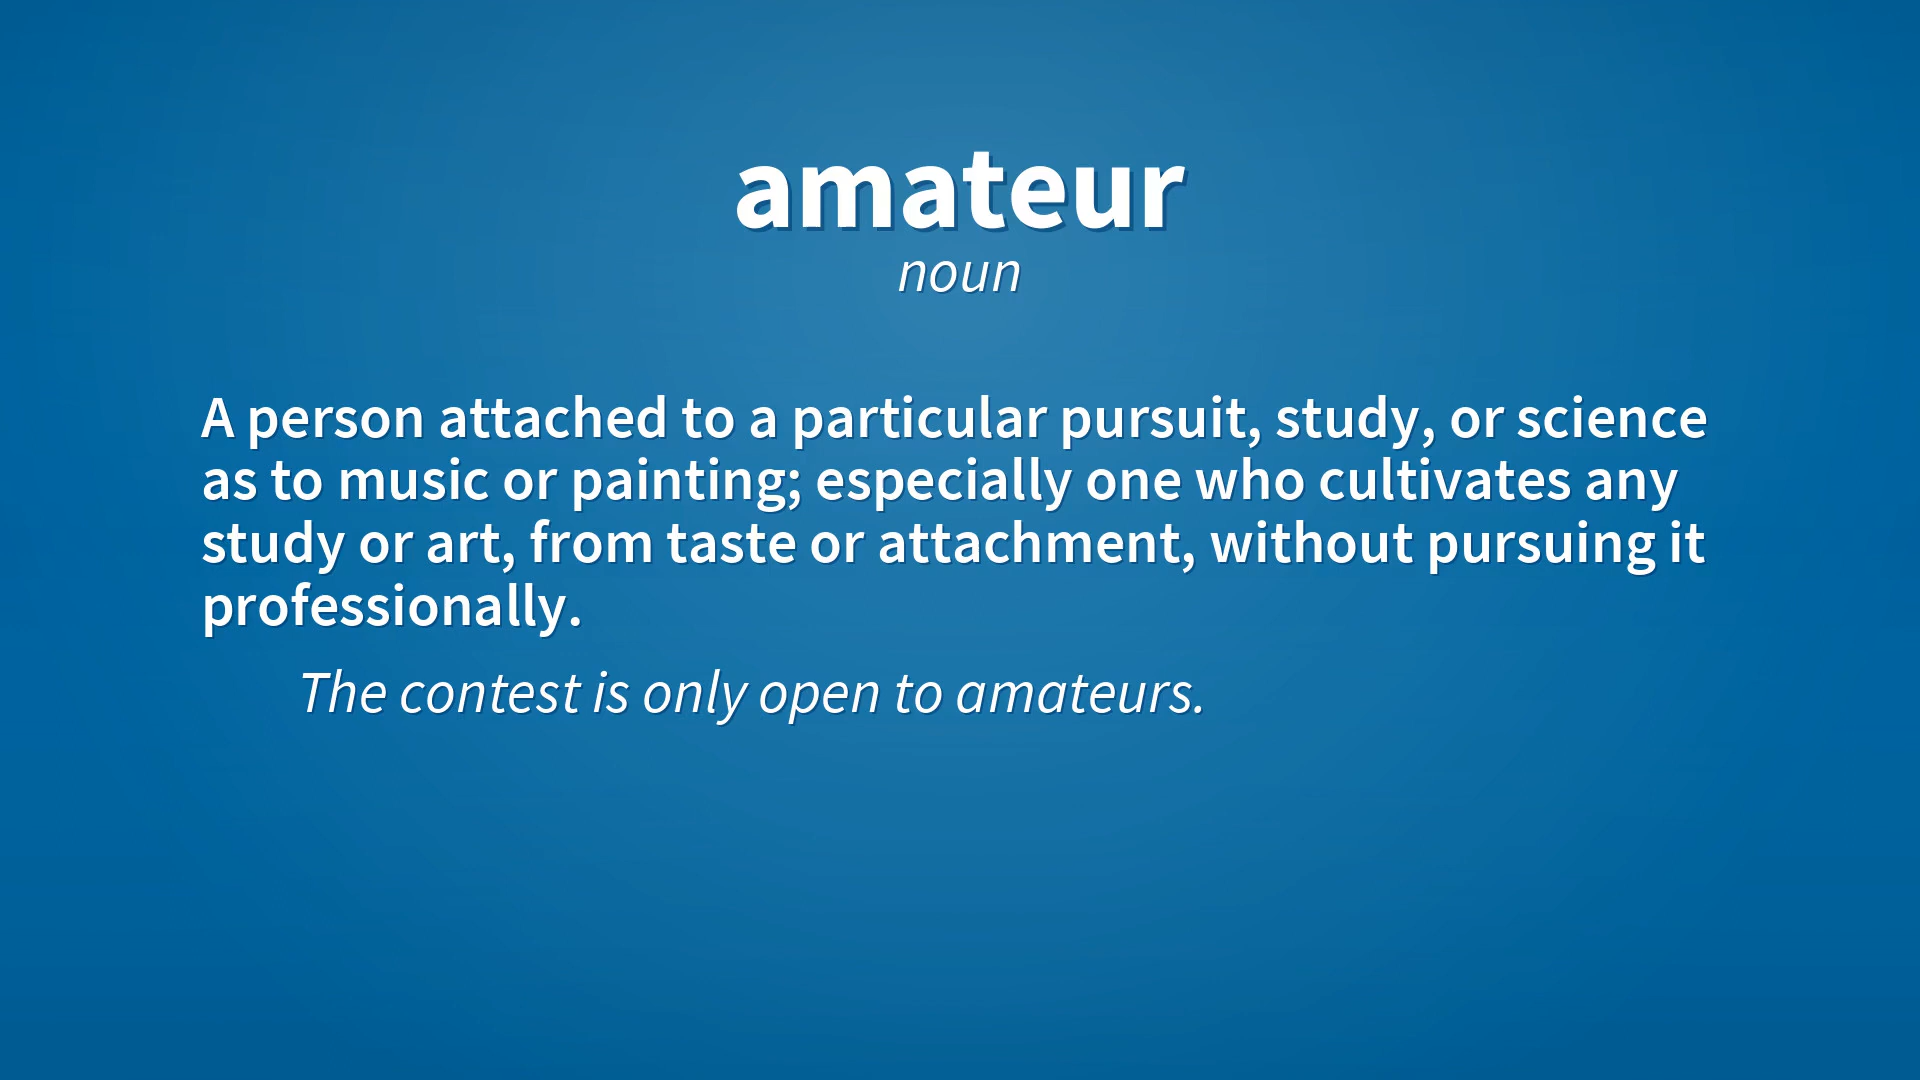 amateur
noun
A person attached to a particular pursuit, study, or science
as to music or painting; especially one who cultivates any
study or art, from taste or attachment, without pursuing it
professionally.
The contest is only open to amateurs.